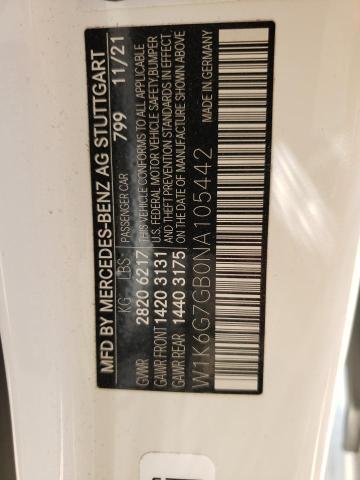 MFD BY MERCEDES-BENZ AG STUTTGART
799 11/21
KG LBS PASSENGER CAR
GVWR 2820 6217 THIS VEHICLE CONFORMS TO ALL APPLICABLE
GAWR FRONT 1420 3131 U.S. FEDERAL MOTOR VEHICLE SAFETY, BUMPER
GAWR REAR 1440 3175 AND THEFT PREVENTION STANDARDS IN EFFECT
ON THE DATE OF MANUFACTURE SHOWN ABOVE
W1K6G7GB0NA105442 MADE IN GERMANY